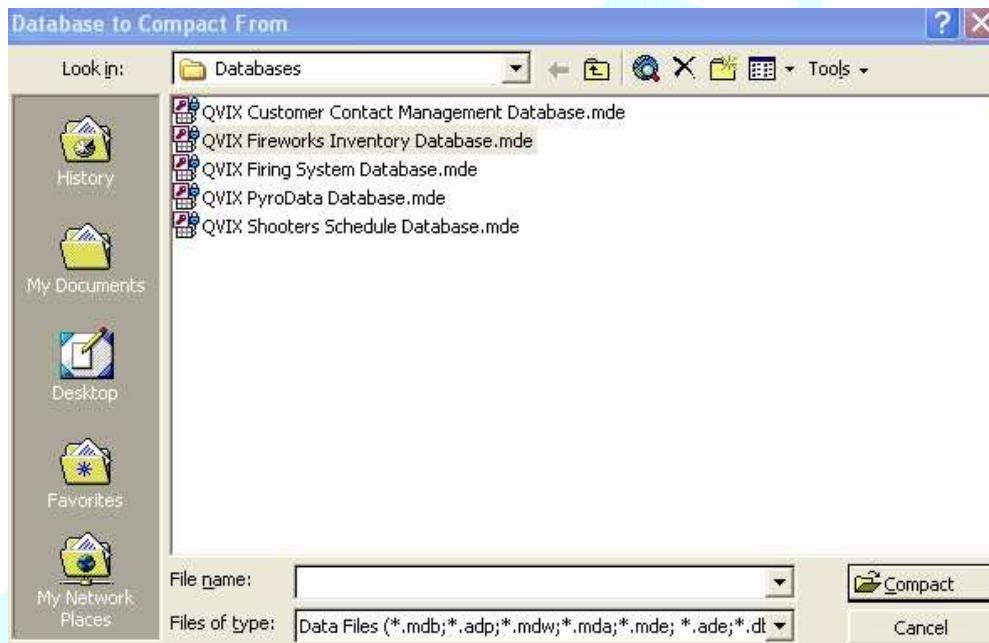 Database to Compact From
Look in:
Databases
Tools
QVIX Customer Contact Management Database.mde
QVIX Fireworks Inventory Database.mde
QVIX Firing System Database.mde
QVIX PyroData Database.mde
QVIX Shooters Schedule Database.mde
History
My Documents
Desktop
Favorites
My Network
Places
File name:
Compact
Files of type:
Data Files (*.mdb;*.adp;*.mdw;*.mda;*.mde; *.ade;*.dt
Cancel